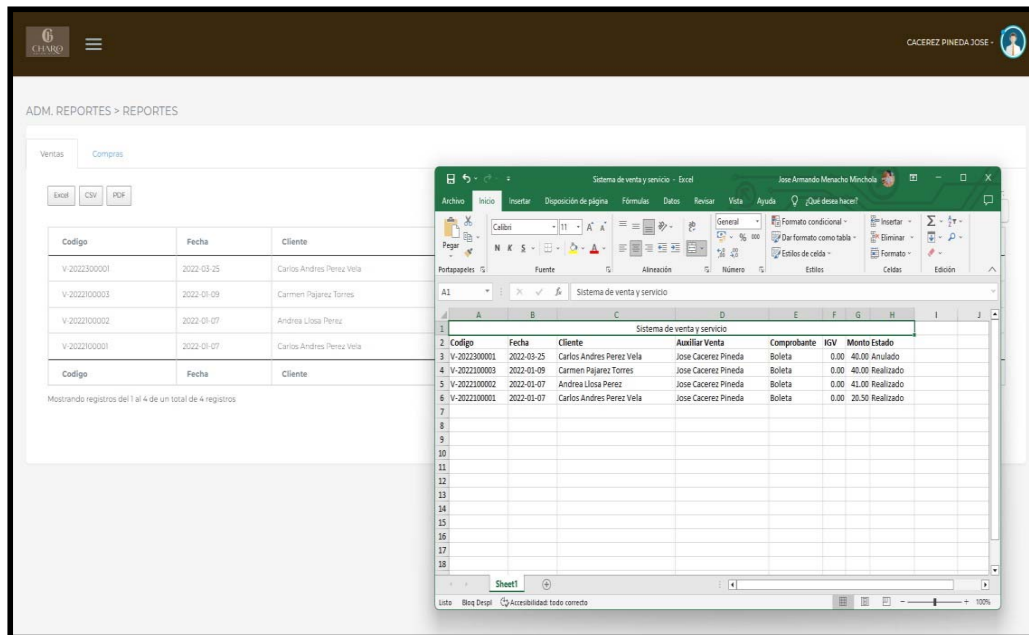 CHARO
CACEREZ PINEDA JOSE
ADM. REPORTES > REPORTES
Ventas Compras
Excel CSV PDF
Codigo Fecha Cliente
V-2022300001 2022-03-25 Carlos Andres Perez Vela
V-2022100003 2022-01-09 Carmen Pajarez Torres
V-2022100002 2022-01-07 Andrea Llosa Perez
V-2022100001 2022-01-07 Carlos Andres Perez Vela
Codigo Fecha Cliente
Mostrando registros del 1 al 4 de un total de 4 registros
Sistema de venta y servicio - Excel Jose Armando Menacho Minchola
Archivo Inicio Insertar Disposición de página Fórmulas Datos Revisar Vista Ayuda ¿Qué desea hacer?
Pegar Calibri 11 General Formato condicional Insertar
N K S % 000 Dar formato como tabla Eliminar
Estilos de celda Formato
Portapapeles Fuente Alineación Número Estilos Celdas Edición
A1 fx Sistema de venta y servicio
A B C D E F G H I J
1 Sistema de venta y servicio
2 Codigo Fecha Cliente Auxiliar Venta Comprobante IGV Monto Estado
3 V-2022300001 2022-03-25 Carlos Andres Perez Vela Jose Cacerez Pineda Boleta 0.00 40.00 Anulado
4 V-2022100003 2022-01-09 Carmen Pajarez Torres Jose Cacerez Pineda Boleta 0.00 40.00 Realizado
5 V-2022100002 2022-01-07 Andrea Llosa Perez Jose Cacerez Pineda Boleta 0.00 41.00 Realizado
6 V-2022100001 2022-01-07 Carlos Andres Perez Vela Jose Cacerez Pineda Boleta 0.00 20.50 Realizado
7
8
9
10
11
12
13
14
15
16
17
18
Sheet1
Listo Bloq Despl Accesibilidad: todo correcto 100%